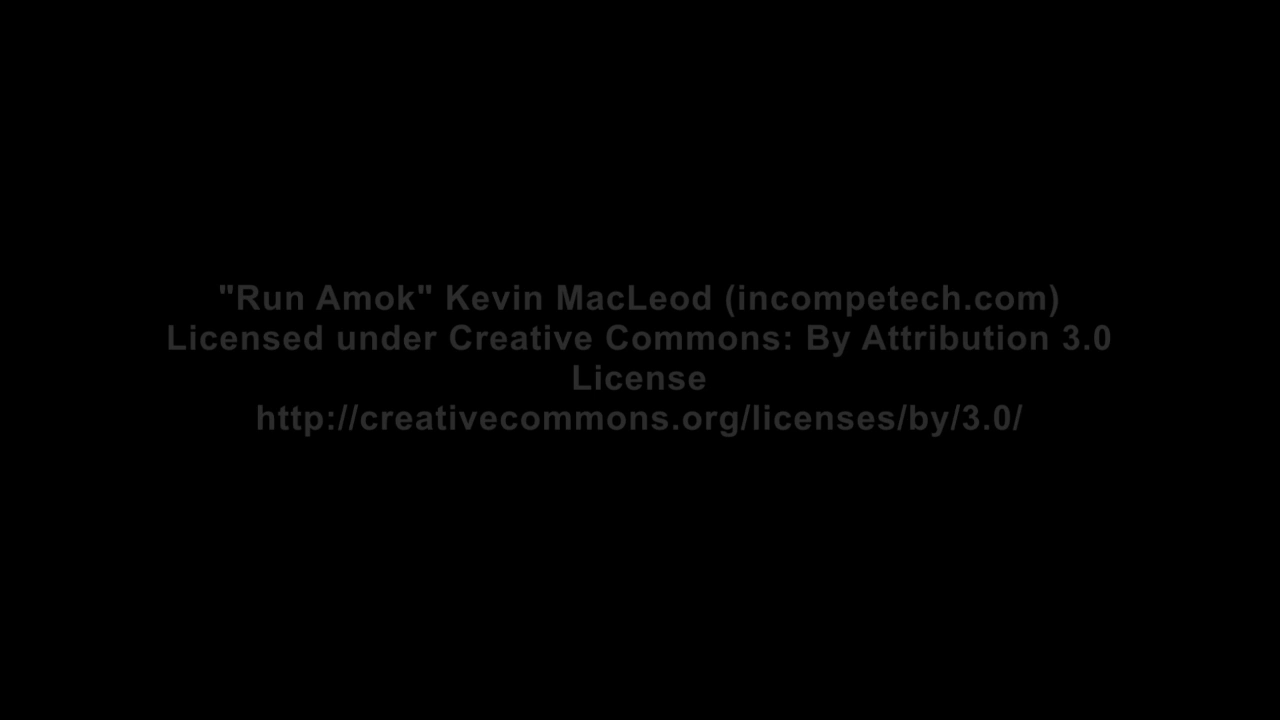 "Run Amok" Kevin MacLeod (incompetech.com)
Licensed under Creative Commons: By Attribution 3.0
License
http://creativecommons.org/licenses/by/3.0/